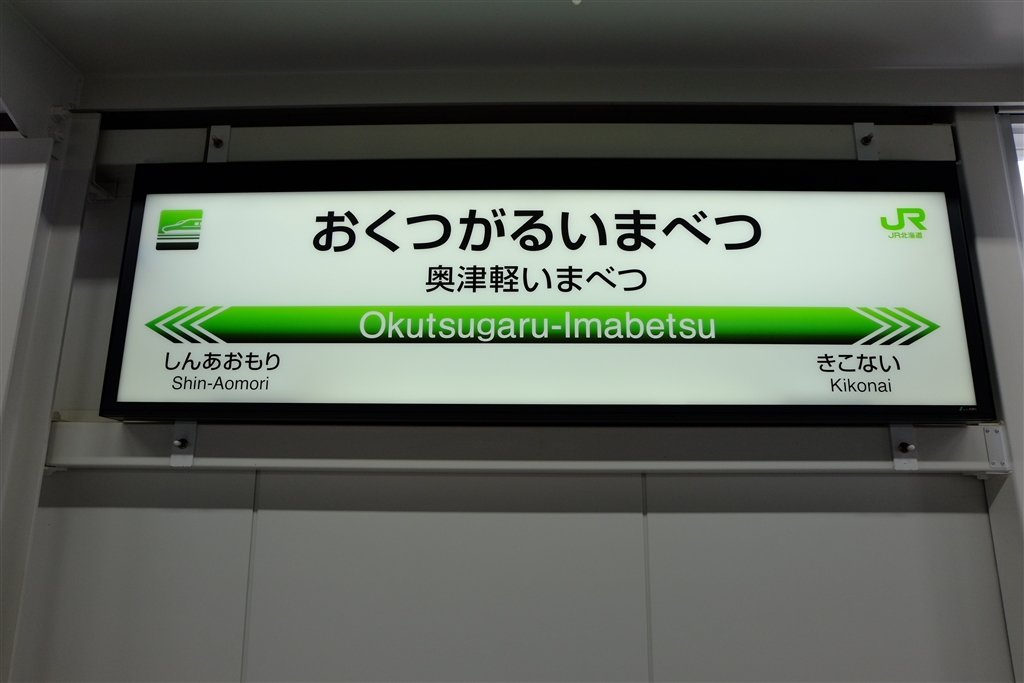 おくつがるいまべつ
JR
JR北海道
奥津軽いまべつ
Okutsugaru-Imabetsu
しんあおもり
Shin-Aomori
きこない
Kikonai